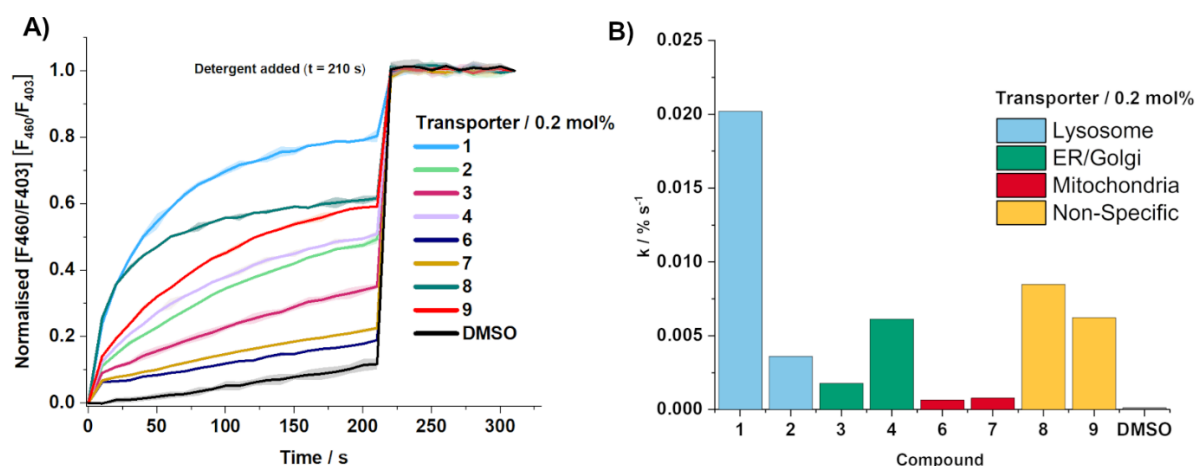 A)
Normalised [F460/F403] [F₄₆₀/F₄₀₃]
1.0
0.8
0.6
0.4
0.2
0.0
Detergent added (t = 210 s)
Transporter / 0.2 mol%
1
2
3
4
6
7
8
9
DMSO
0 50 100 150 200 250 300
Time / s
B)
k / % s⁻¹
0.025
0.020
0.015
0.010
0.005
0.000
Transporter / 0.2 mol%
Lysosome
ER/Golgi
Mitochondria
Non-Specific
1 2 3 4 6 7 8 9 DMSO
Compound